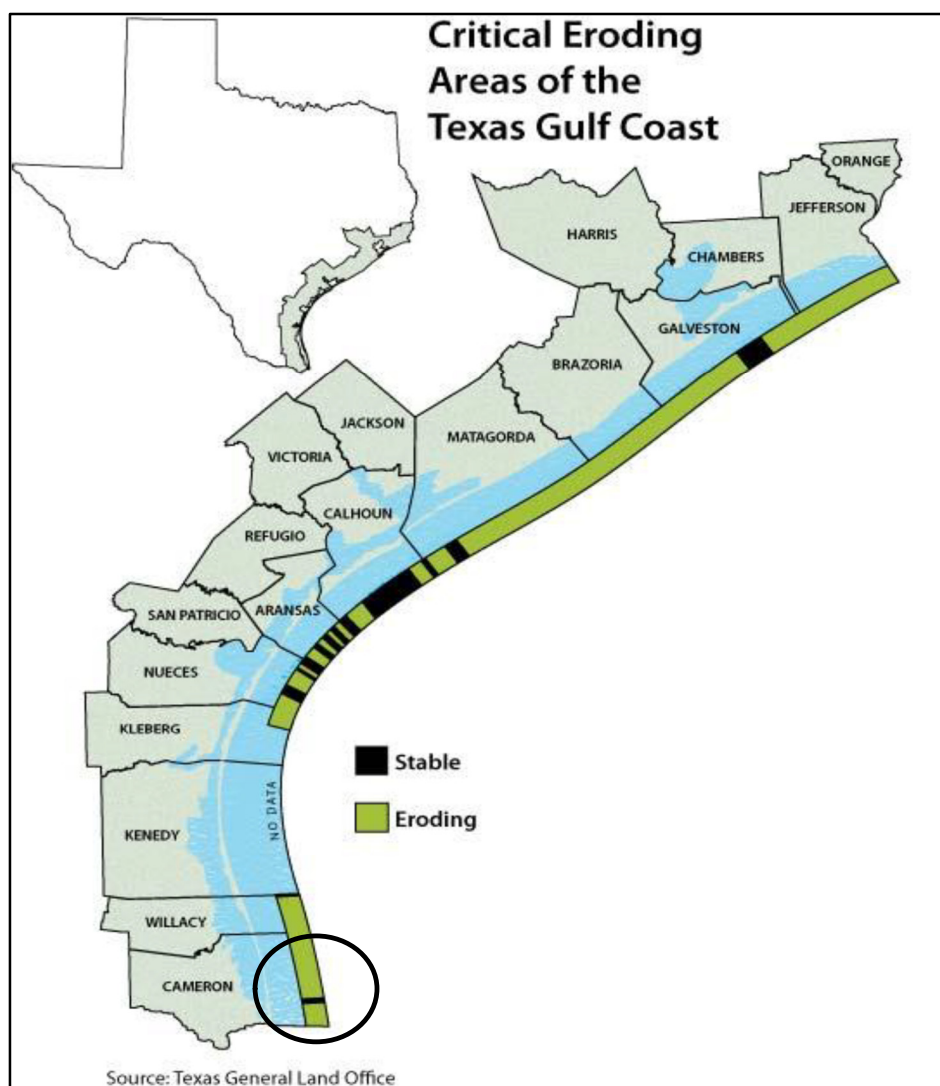 Critical Eroding
Areas of the
Texas Gulf Coast
ORANGE
JEFFERSON
HARRIS
CHAMBERS
GALVESTON
BRAZORIA
JACKSON
MATAGORDA
VICTORIA
CALHOUN
REFUGIO
SAN PATRICIO
ARANSAS
NUECES
KLEBERG
KENEDY
NO DATA
WILLACY
CAMERON
Stable
Eroding
Source: Texas General Land Office